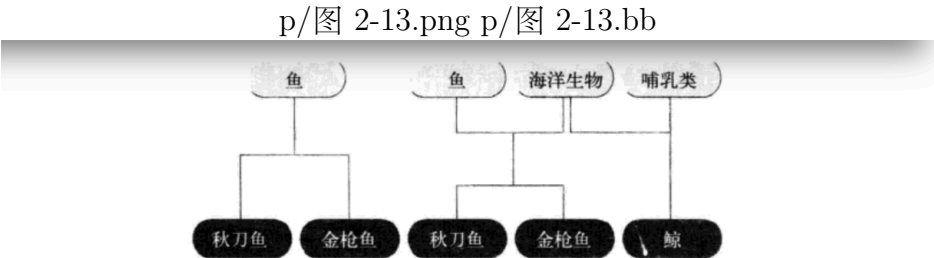 p/图 2-13.png p/图 2-13.bb
鱼 鱼 海洋生物 哺乳类
秋刀鱼 金枪鱼 秋刀鱼 金枪鱼 鲸